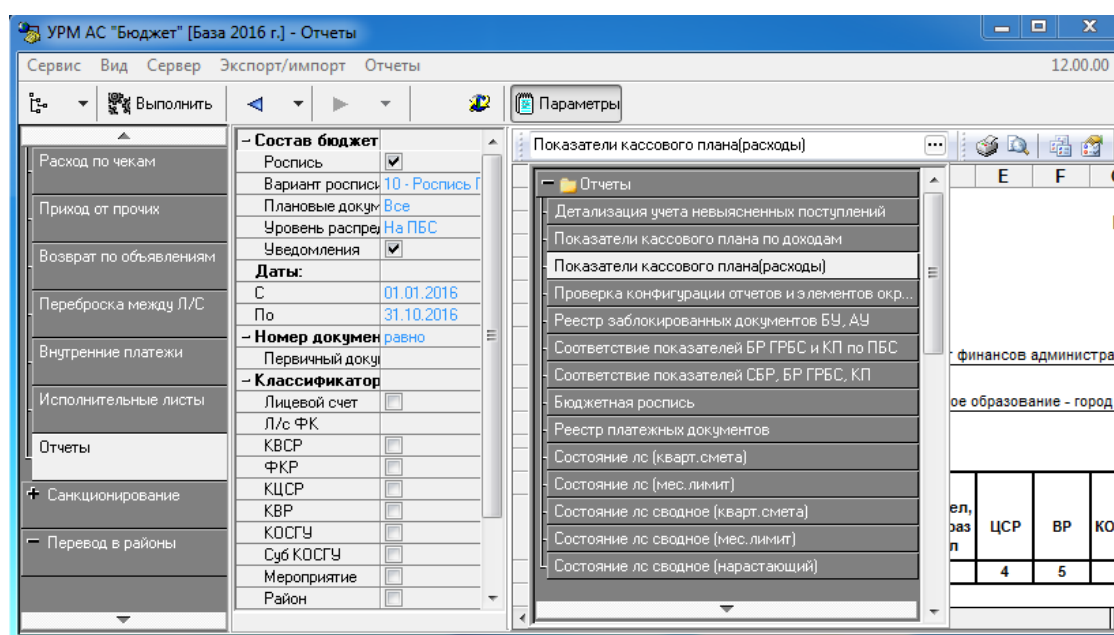 УРМ АС "Бюджет" [База 2016 г.] - Отчеты
Сервис Вид Сервер Экспорт/импорт Отчеты 12.00.00
Выполнить Параметры
Расход по чекам
Приход от прочих
Возврат по объявлениям
Переброска между Л/С
Внутренние платежи
Исполнительные листы
Отчеты
Санкционирование
Перевод в районы
Состав бюджет
Роспись
Вариант росписи 10 - Роспись Г
Плановые докум Все
Уровень распред На ПБС
Уведомления
Даты:
С 01.01.2016
По 31.10.2016
Номер докумен равно
Первичный докум
Классификатор
Лицевой счет
Л/с ФК
КВСР
ФКР
КЦСР
КВР
КОСГУ
Суб КОСГУ
Мероприятие
Район
Показатели кассового плана(расходы) ...
Отчеты
Детализация учета невыясненных поступлений
Показатели кассового плана по доходам
Показатели кассового плана(расходы)
Проверка конфигурации отчетов и элементов окр...
Реестр заблокированных документов БУ, АУ
Соответствие показателей БР ГРБС и КП по ПБС
Соответствие показателей СБР, БР ГРБС, КП
Бюджетная роспись
Реестр платежных документов
Состояние лс (кварт.смета)
Состояние лс (мес.лимит)
Состояние лс сводное (кварт.смета)
Состояние лс сводное (мес.лимит)
Состояние лс сводное (нарастающий)
E F
финансов администра
ое образование - город
ел,
раз
л
ЦСР ВР КО
4 5